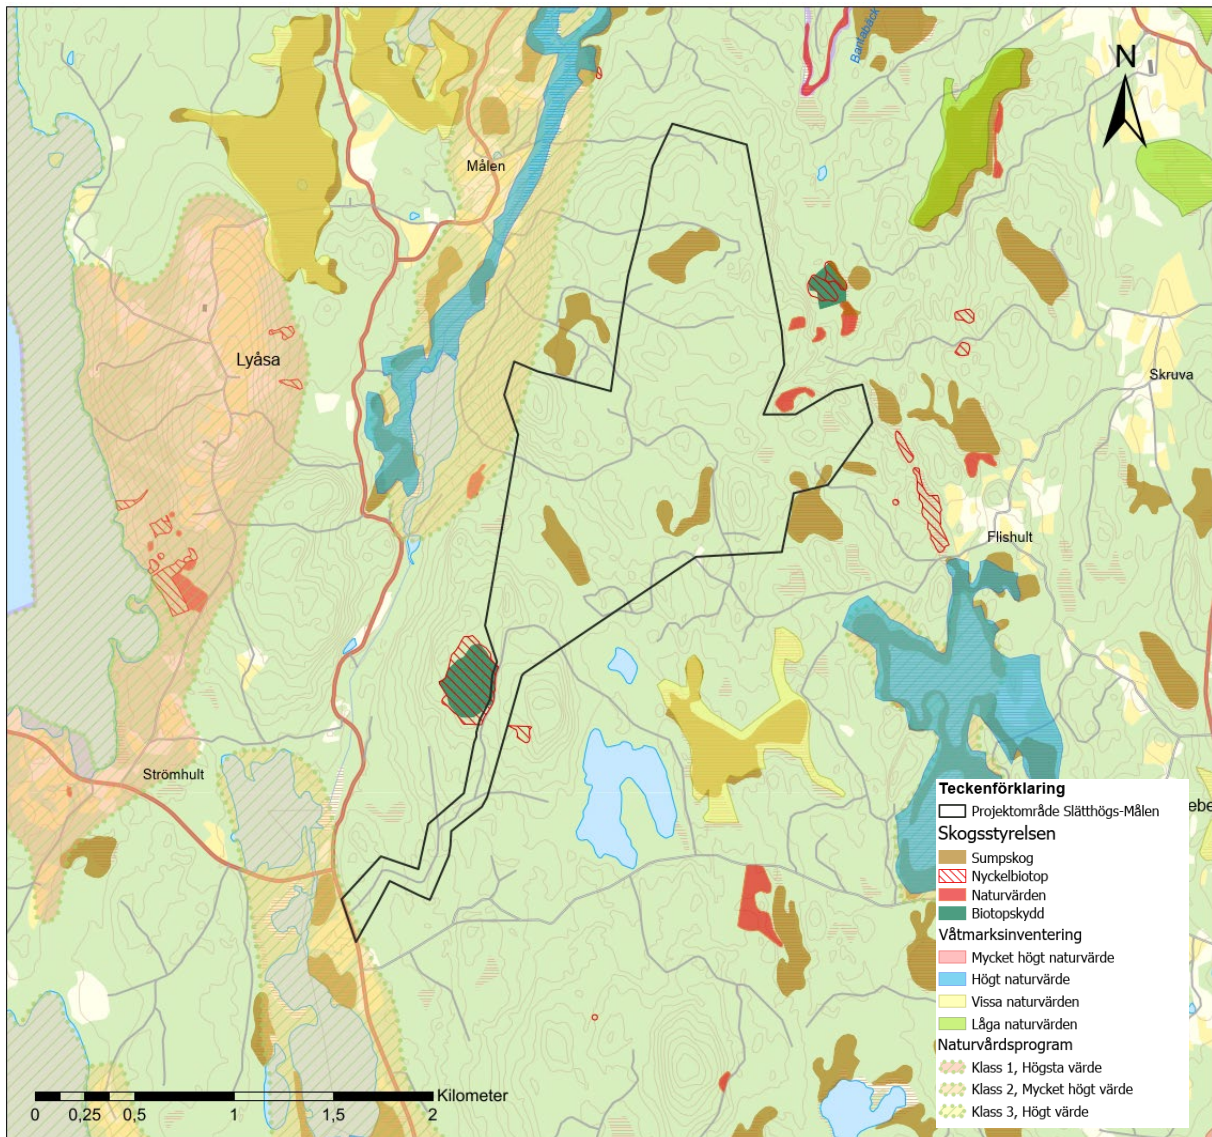 Bantabäck
N
Målen
Lyåsa
Skruva
Flishult
Strömhult
Teckenförklaring
Projektområde Slätthögs-Målen
Skogsstyrelsen
Sumpskog
Nyckelbiotop
Naturvärden
Biotopskydd
Våtmarksinventering
Mycket högt naturvärde
Högt naturvärde
Vissa naturvärden
Låga naturvärden
Naturvårdsprogram
Klass 1, Högsta värde
Klass 2, Mycket högt värde
Klass 3, Högt värde
ebe
Kilometer
0 0,25 0,5 1 1,5 2